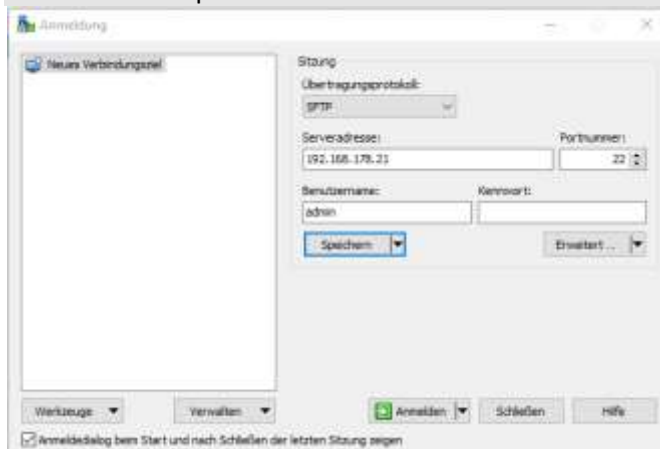 Anmeldung
Neues Verbindungsziel
Sitzung
Übertragungsprotokoll:
SFTP
Serveradresse:
Portnummer:
192.168.178.21
22
Benutzername:
Kennwort:
admin
Speichern
Erweitert ...
Werkzeuge
Verwalten
Anmelden
Schließen
Hilfe
Anmeldedialog beim Start und nach Schließen der letzten Sitzung zeigen